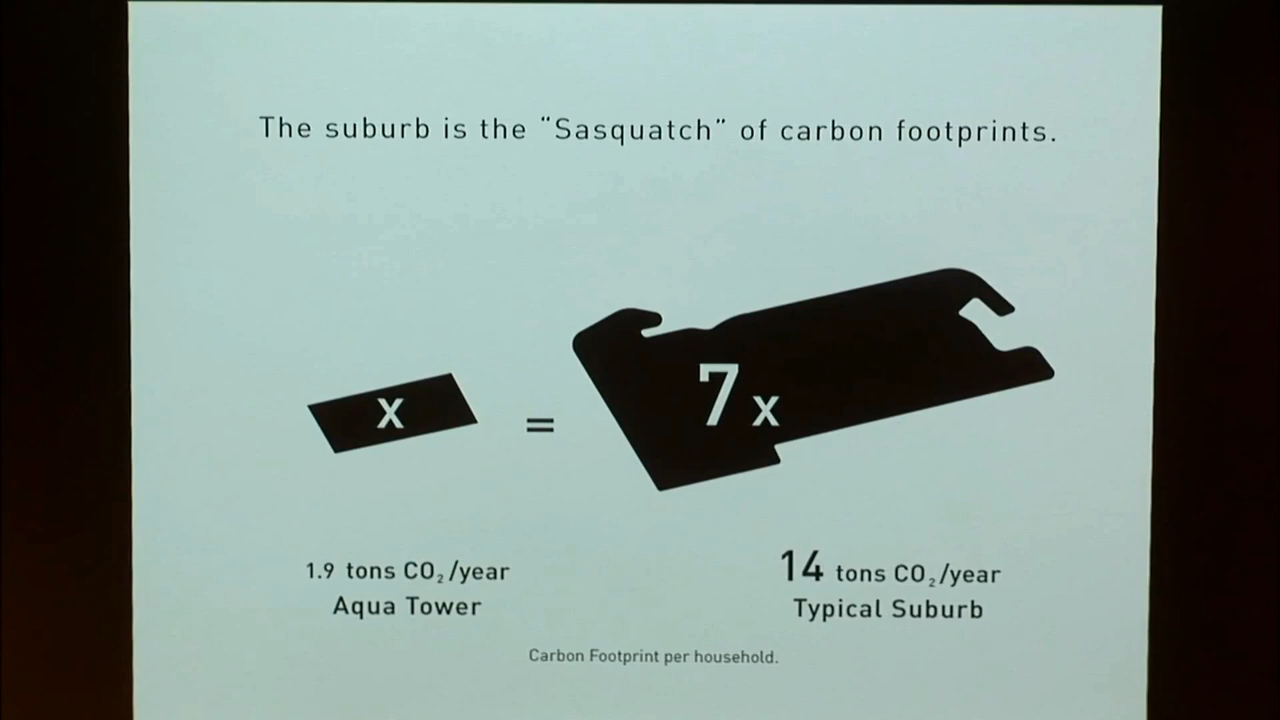 The suburb is the "Sasquatch" of carbon footprints.
x
=
7x
1.9 tons CO₂/year
Aqua Tower
14 tons CO₂/year
Typical Suburb
Carbon Footprint per household.